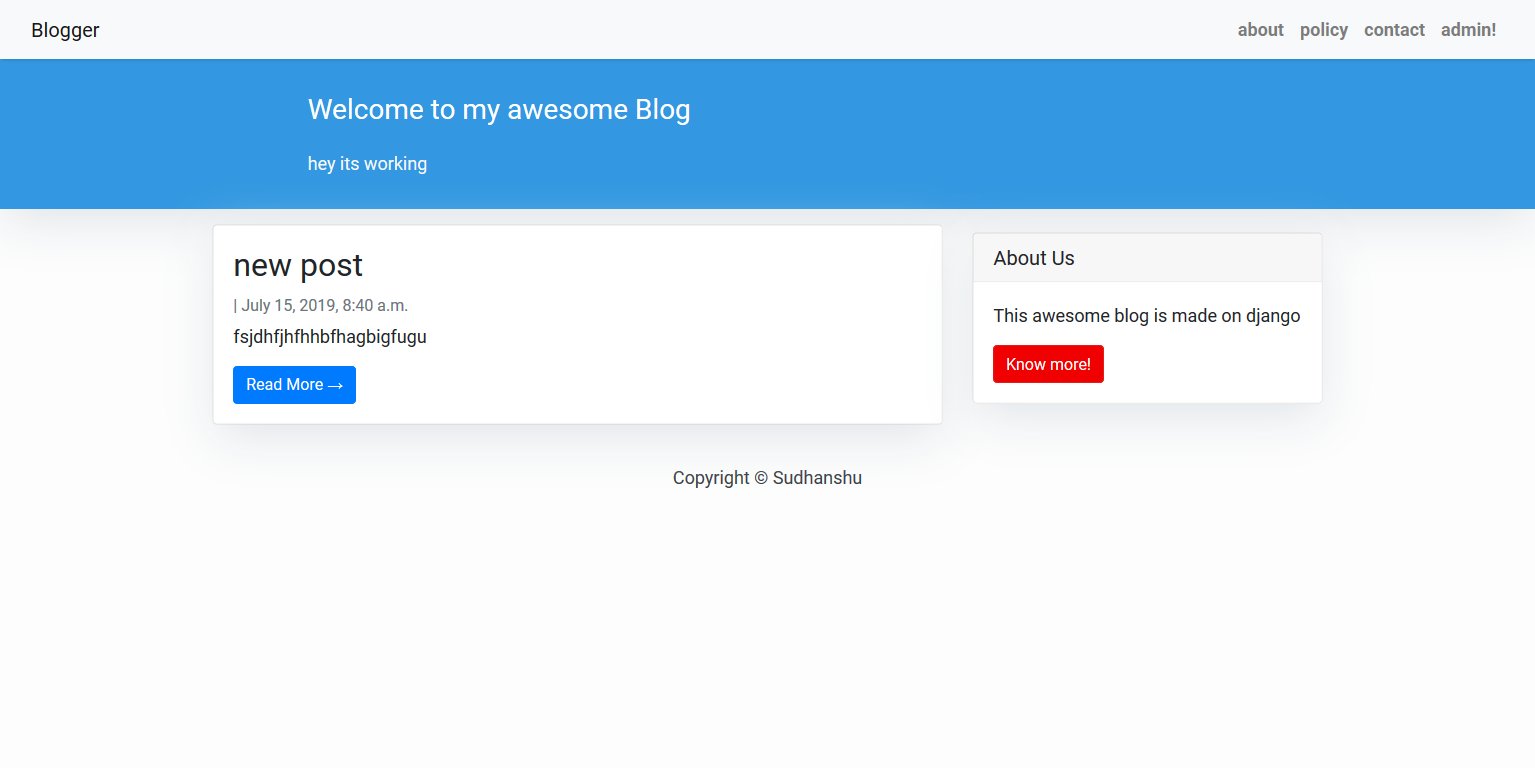 Blogger
about policy contact admin!
Welcome to my awesome Blog
hey its working
new post
| July 15, 2019, 8:40 a.m.
fsjdhfjhfhhbfhagbigfugu
Read More →
About Us
This awesome blog is made on django
Know more!
Copyright © Sudhanshu